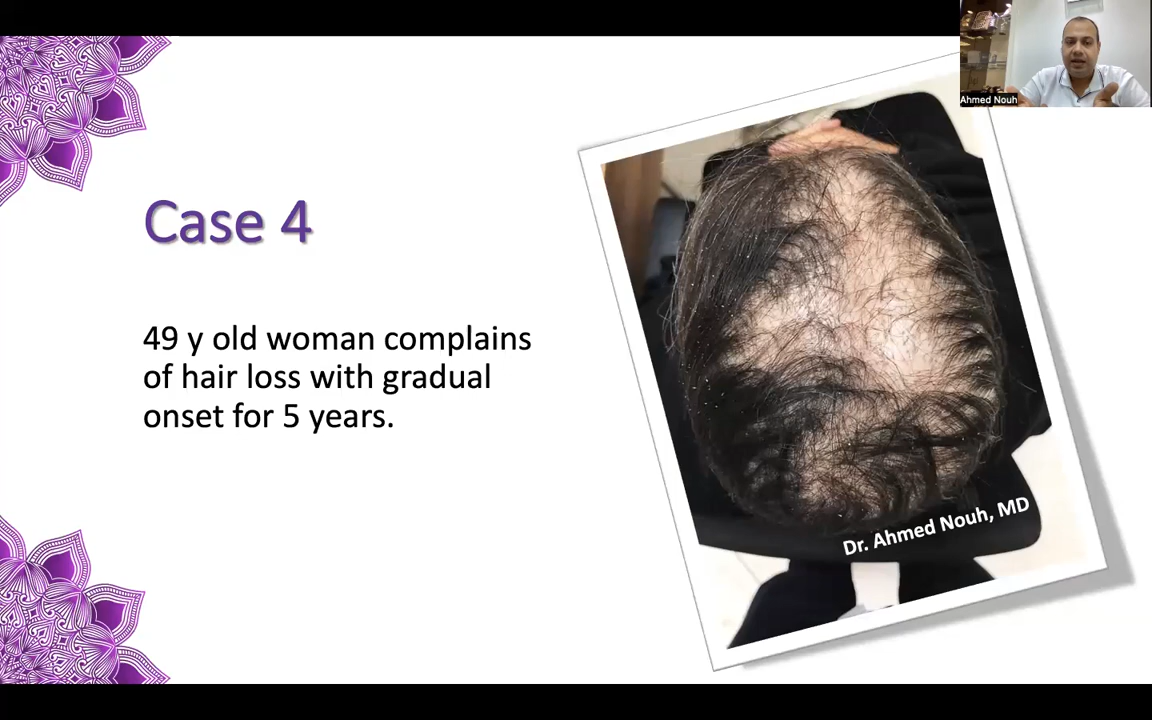 Ahmed Nouh
Case 4
49 y old woman complains
of hair loss with gradual
onset for 5 years.
Dr. Ahmed Nouh, MD